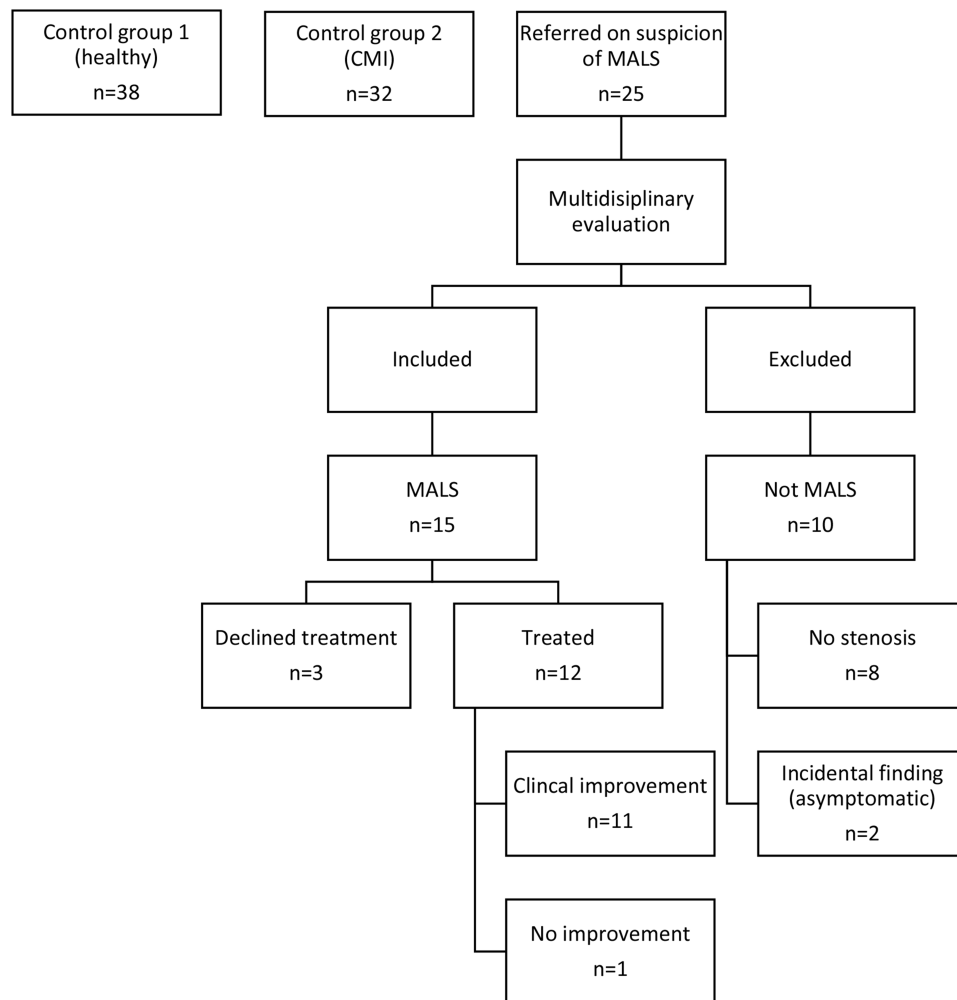 Control group 1
(healthy)
n=38
Control group 2
(CMI)
n=32
Referred on suspicion
of MALS
n=25
Multidisiplinary
evaluation
Included
Excluded
MALS
n=15
Not MALS
n=10
Declined treatment
n=3
Treated
n=12
No stenosis
n=8
Clincal improvement
n=11
Incidental finding
(asymptomatic)
n=2
No improvement
n=1